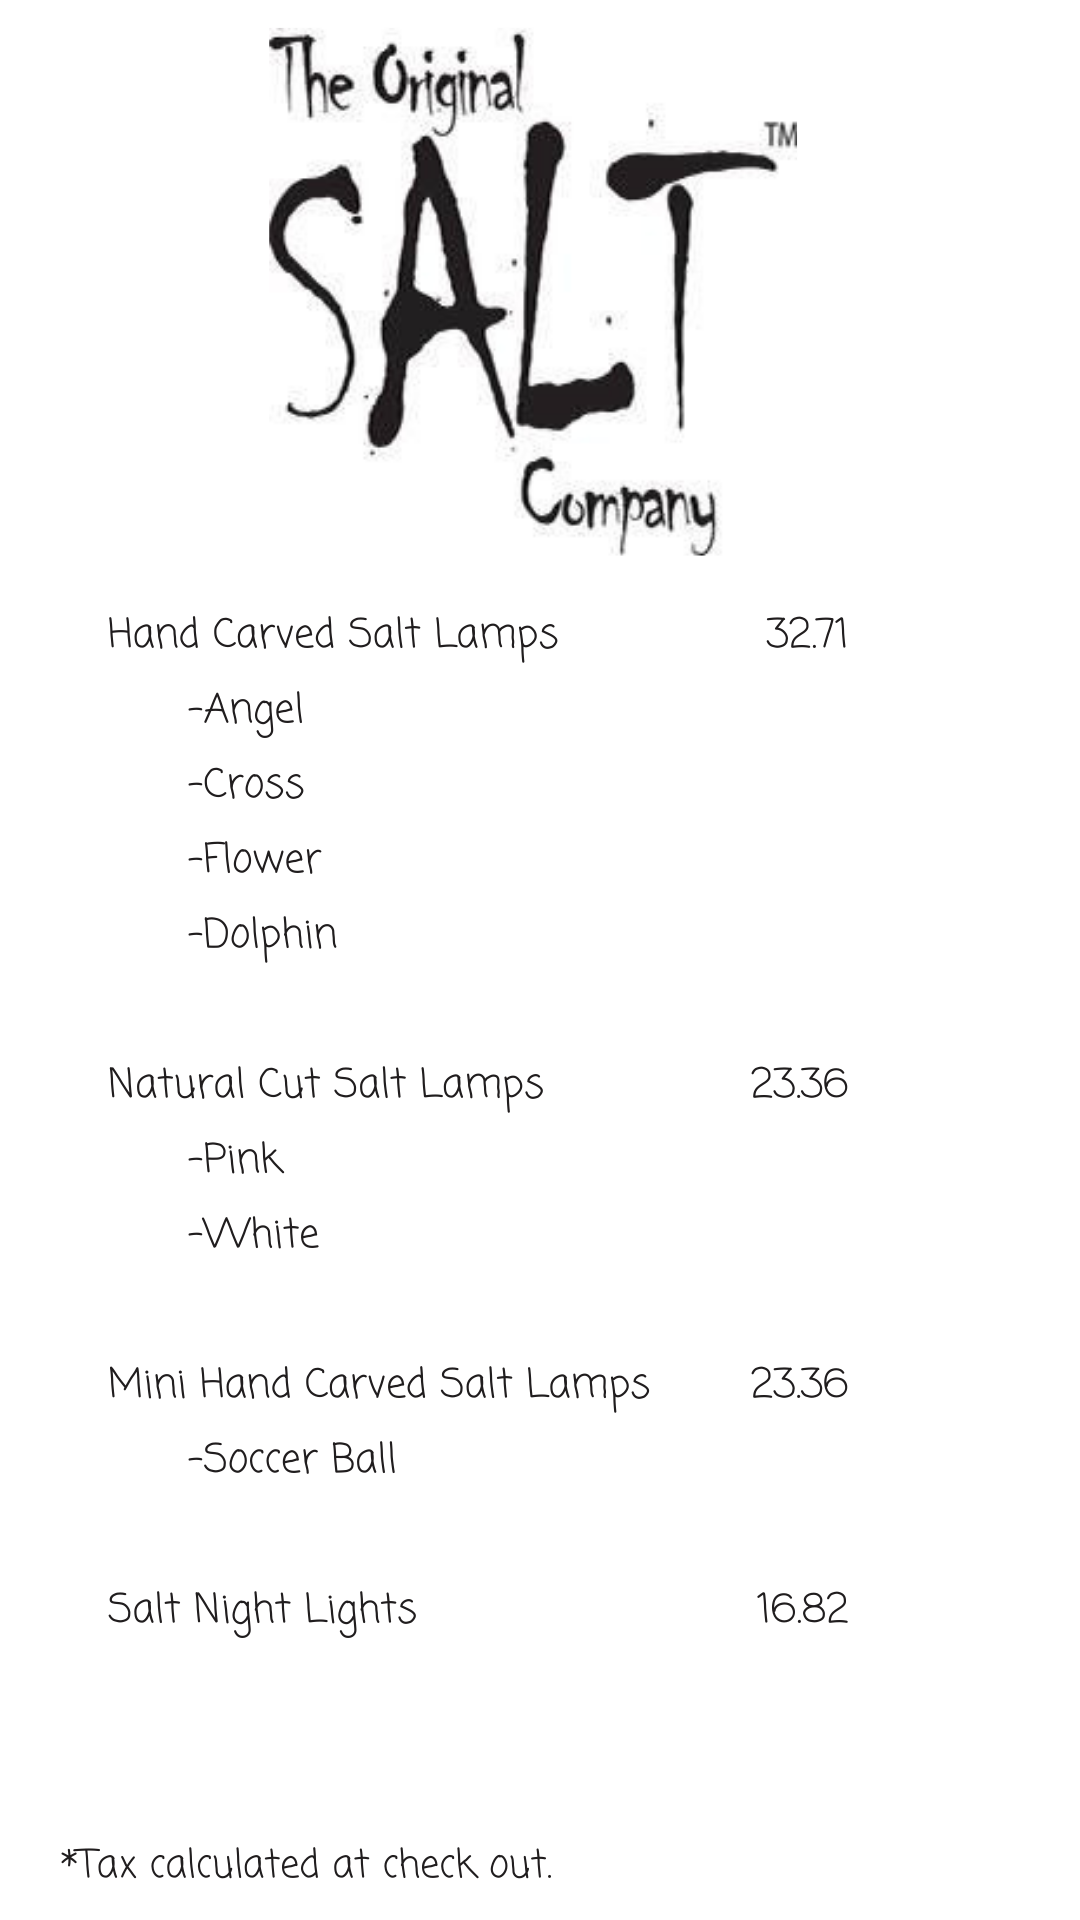 The Original
SALT
TM
Company
Hand Carved Salt Lamps 32.71
-Angel
-Cross
-Flower
-Dolphin
Natural Cut Salt Lamps 23.36
-Pink
-White
Mini Hand Carved Salt Lamps 23.36
-Soccer Ball
Salt Night Lights 16.82
*Tax calculated at check out.